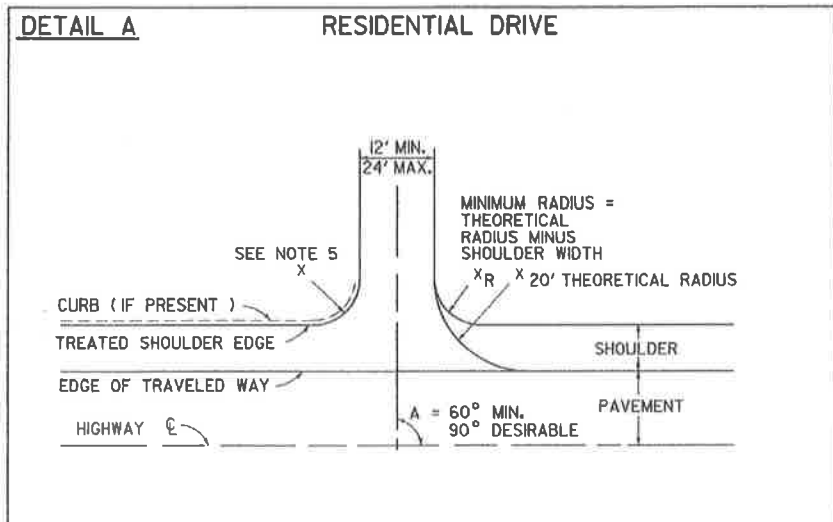 DETAIL A
RESIDENTIAL DRIVE
12' MIN.
24' MAX.
MINIMUM RADIUS =
THEORETICAL
RADIUS MINUS
SHOULDER WIDTH
SEE NOTE 5
X
X R
X 20' THEORETICAL RADIUS
CURB ( IF PRESENT )
TREATED SHOULDER EDGE
SHOULDER
EDGE OF TRAVELED WAY
PAVEMENT
A = 60° MIN.
90° DESIRABLE
HIGHWAY ℄